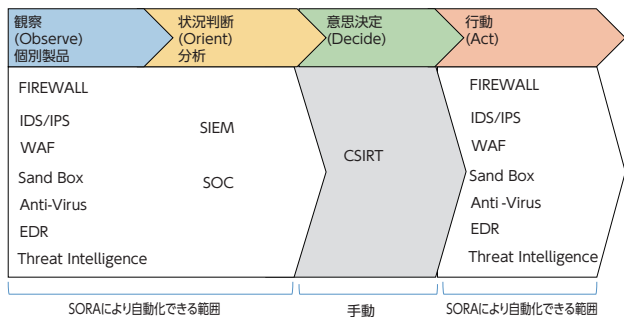 観察
(Observe)
個別製品
状況判断
(Orient)
分析
意思決定
(Decide)
行動
(Act)
FIREWALL
IDS/IPS
WAF
Sand Box
Anti-Virus
EDR
Threat Intelligence
SIEM
SOC
CSIRT
FIREWALL
IDS/IPS
WAF
Sand Box
Anti -Virus
EDR
Threat Intelligence
SORAにより自動化できる範囲
手動
SORAにより自動化できる範囲